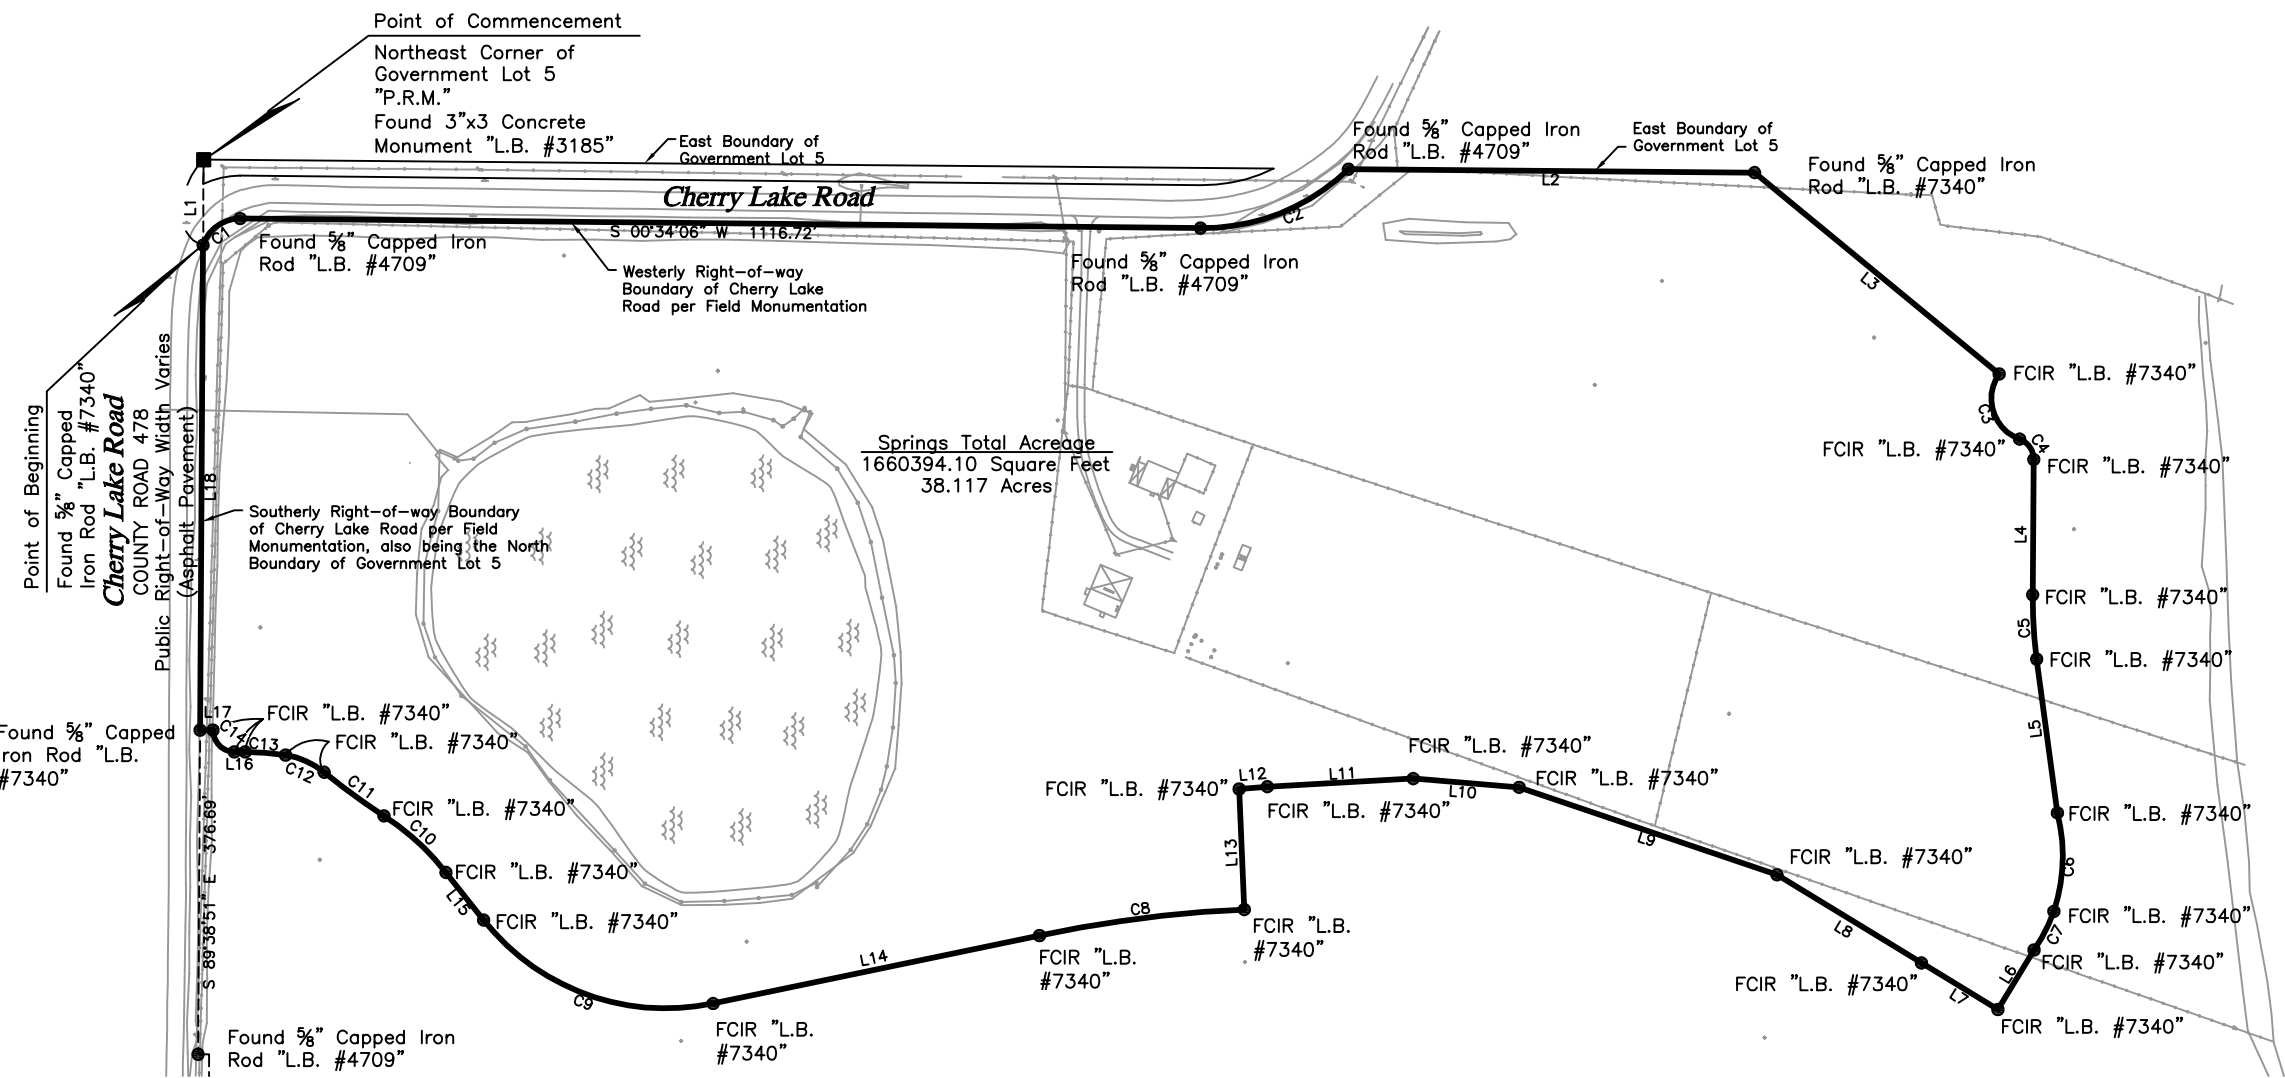 Point of Commencement
Northeast Corner of
Government Lot 5
"P.R.M."
Found 3"x3 Concrete
Monument "L.B. #3185"
East Boundary of
Government Lot 5
Cherry Lake Road
L1
C1
S 00°34'06" W 1116.72'
Found ⅝" Capped Iron
Rod "L.B. #4709"
Westerly Right-of-way
Boundary of Cherry Lake
Road per Field Monumentation
Found ⅝" Capped Iron
Rod "L.B. #4709"
C2
Found ⅝" Capped Iron
Rod "L.B. #4709"
L2
East Boundary of
Government Lot 5
Found ⅝" Capped Iron
Rod "L.B. #7340"
L3
FCIR "L.B. #7340"
C3
FCIR "L.B. #7340"
C4
FCIR "L.B. #7340"
L4
FCIR "L.B. #7340"
C5
FCIR "L.B. #7340"
L5
FCIR "L.B. #7340"
C6
FCIR "L.B. #7340"
C7
FCIR "L.B. #7340"
L6
FCIR "L.B. #7340"
L7
FCIR "L.B. #7340"
L8
FCIR "L.B. #7340"
L9
FCIR "L.B. #7340"
L10
FCIR "L.B. #7340"
L11
FCIR "L.B. #7340"
L12
FCIR "L.B. #7340"
L13
FCIR "L.B.
#7340"
C8
FCIR "L.B.
#7340"
L14
FCIR "L.B.
#7340"
C9
FCIR "L.B. #7340"
L15
FCIR "L.B. #7340"
C10
FCIR "L.B. #7340"
C11
FCIR "L.B. #7340"
C12
C13
FCIR "L.B. #7340"
L16
C14
L17
Found ⅝" Capped
Iron Rod "L.B.
#7340"
S 89°38'51" E 376.69'
Found ⅝" Capped Iron
Rod "L.B. #4709"
L18
Southerly Right-of-way Boundary
of Cherry Lake Road per Field
Monumentation, also being the North
Boundary of Government Lot 5
Point of Beginning
Found ⅝" Capped
Iron Rod "L.B. #7340"
Cherry Lake Road
COUNTY ROAD 478
Public Right-of-Way Width Varies
(Asphalt Pavement)
Springs Total Acreage
1660394.10 Square Feet
38.117 Acres